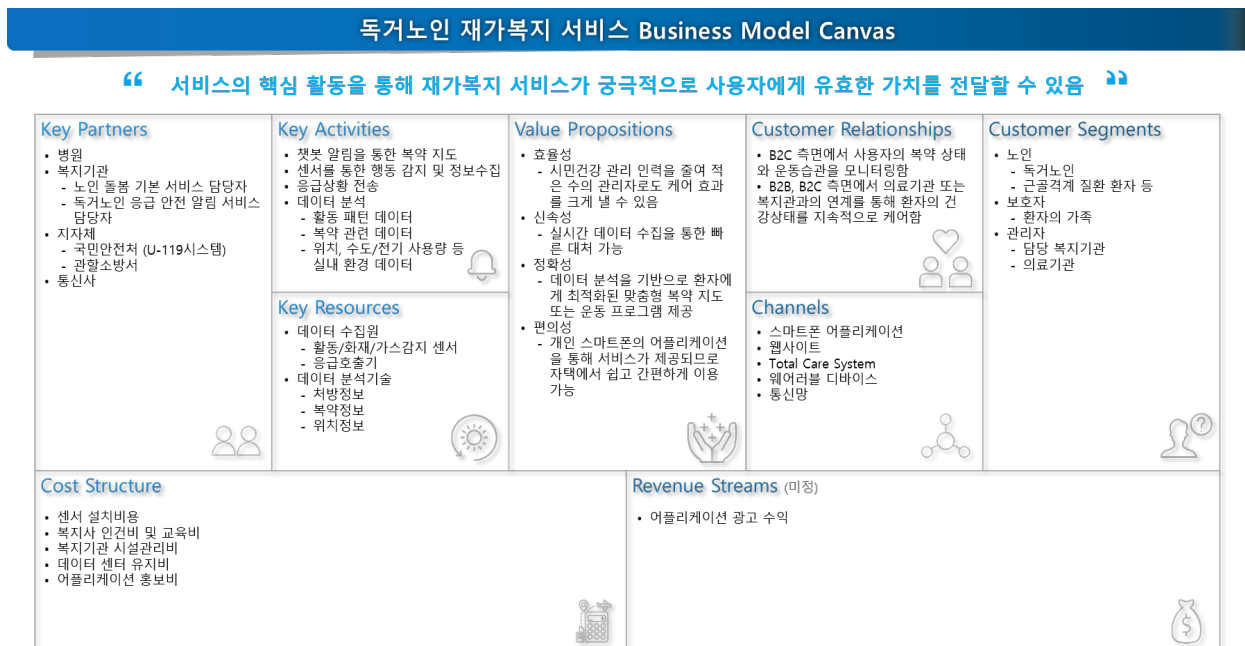 독거노인 재가복지 서비스 Business Model Canvas
“ 서비스의 핵심 활동을 통해 재가복지 서비스가 궁극적으로 사용자에게 유효한 가치를 전달할 수 있음 ”
Key Partners
• 병원
• 복지기관
- 노인 돌봄 기본 서비스 담당자
- 독거노인 응급 안전 알림 서비스
담당자
• 지자체
- 국민안전처 (U-119시스템)
- 관할소방서
• 통신사
Key Activities
• 챗봇 알림을 통한 복약 지도
• 센서를 통한 행동 감지 및 정보수집
• 응급상황 전송
• 데이터 분석
- 활동 패턴 데이터
- 복약 관련 데이터
- 위치, 수도/전기 사용량 등
실내 환경 데이터
Key Resources
• 데이터 수집원
- 활동/화재/가스감지 센서
- 응급호출기
• 데이터 분석기술
- 처방정보
- 복약정보
- 위치정보
Value Propositions
• 효율성
- 시민건강 관리 인력을 줄여 적
은 수의 관리자로도 케어 효과
를 크게 낼 수 있음
• 신속성
- 실시간 데이터 수집을 통한 빠
른 대처 가능
• 정확성
- 데이터 분석을 기반으로 환자에
게 최적화된 맞춤형 복약 지도
또는 운동 프로그램 제공
• 편의성
- 개인 스마트폰의 어플리케이션
을 통해 서비스가 제공되므로
자택에서 쉽고 간편하게 이용
가능
Customer Relationships
• B2C 측면에서 사용자의 복약 상태
와 운동습관을 모니터링함
• B2B, B2C 측면에서 의료기관 또는
복지관과의 연계를 통해 환자의 건
강상태를 지속적으로 케어함
Channels
• 스마트폰 어플리케이션
• 웹사이트
• Total Care System
• 웨어러블 디바이스
• 통신망
Customer Segments
• 노인
- 독거노인
- 근골격계 질환 환자 등
• 보호자
- 환자의 가족
• 관리자
- 담당 복지기관
- 의료기관
Cost Structure
• 센서 설치비용
• 복지사 인건비 및 교육비
• 복지기관 시설관리비
• 데이터 센터 유지비
• 어플리케이션 홍보비
Revenue Streams (미정)
• 어플리케이션 광고 수익